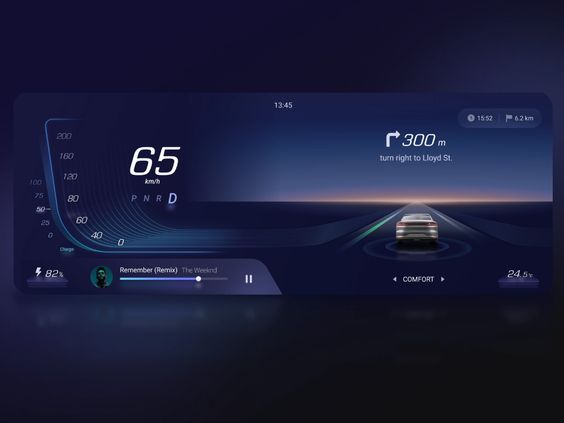 13:45
15:52
6.2 km
300 m
turn right to Lloyd St.
65
km/h
P N R D
200
160
120
80
60
40
0
100
75
50
25
0
Charge
82%
Remember (Remix) The Weeknd
COMFORT
24.5°C